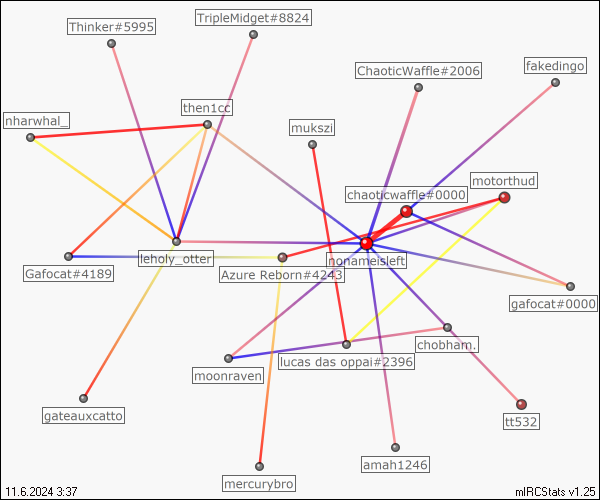 TripleMidget#8824
Thinker#5995
ChaoticWaffle#2006
fakedingo
then1cc
nharwhal_
mukszi
motorthud
chaoticwaffle#0000
leholy_otter
nonameisleft
Gafocat#4189
Azure Reborn#4243
gafocat#0000
chobham.
lucas das oppai#2396
moonraven
gateauxcatto
tt532
amah1246
mercurybro
11.6.2024 3:37
mIRCStats v1.25